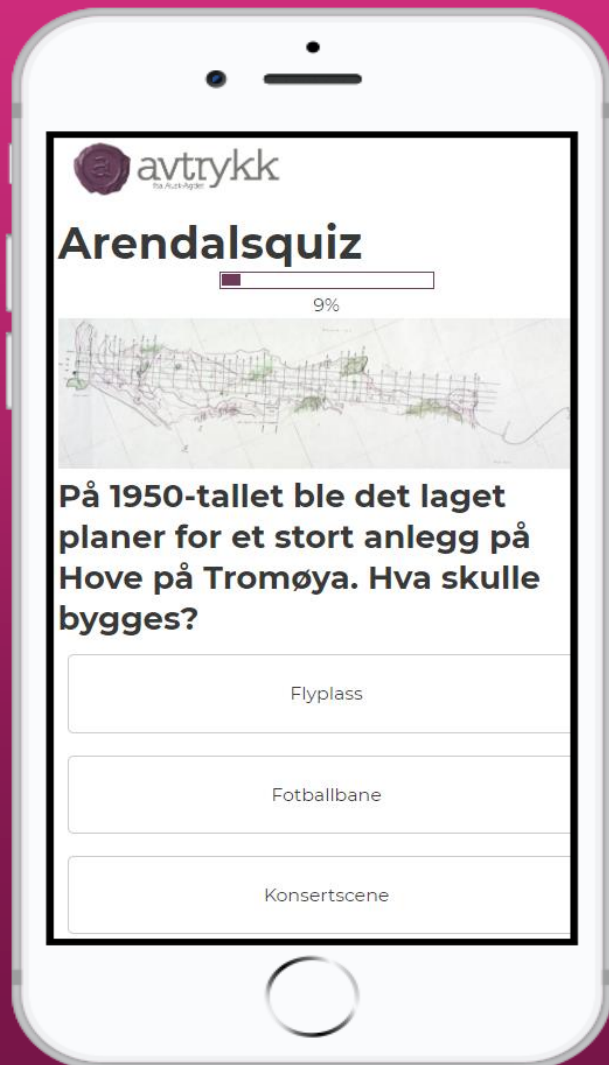 avtrykk
fra Aust-Agder
Arendalsquiz
9%
På 1950-tallet ble det laget
planer for et stort anlegg på
Hove på Tromøya. Hva skulle
bygges?
Flyplass
Fotballbane
Konsertscene